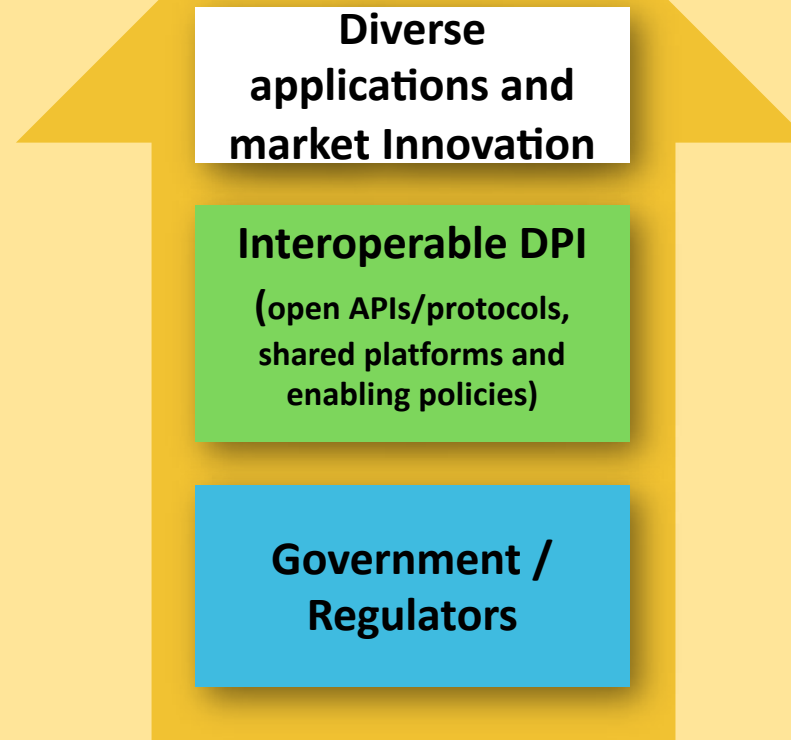 Diverse
applications and
market Innovation
Interoperable DPI
(open APIs/protocols,
shared platforms and
enabling policies)
Government /
Regulators